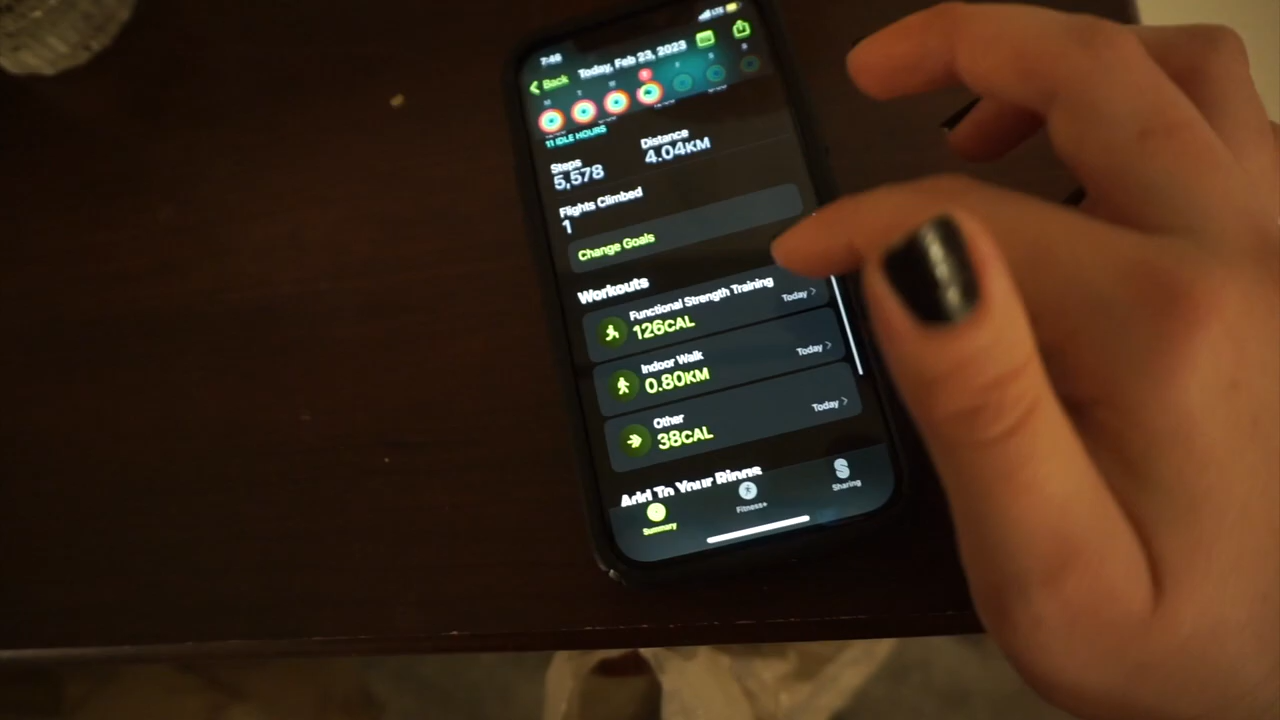 7:46
LTE
Back
Today, Feb 23, 2023
M T W T F S S
11 IDLE HOURS
Steps
5,578
Distance
4.04KM
Flights Climbed
1
Change Goals
Workouts
Functional Strength Training
126CAL
Today
Indoor Walk
0.80KM
Today
Other
38CAL
Today
Add To Your Rings
Summary
Fitness+
Sharing